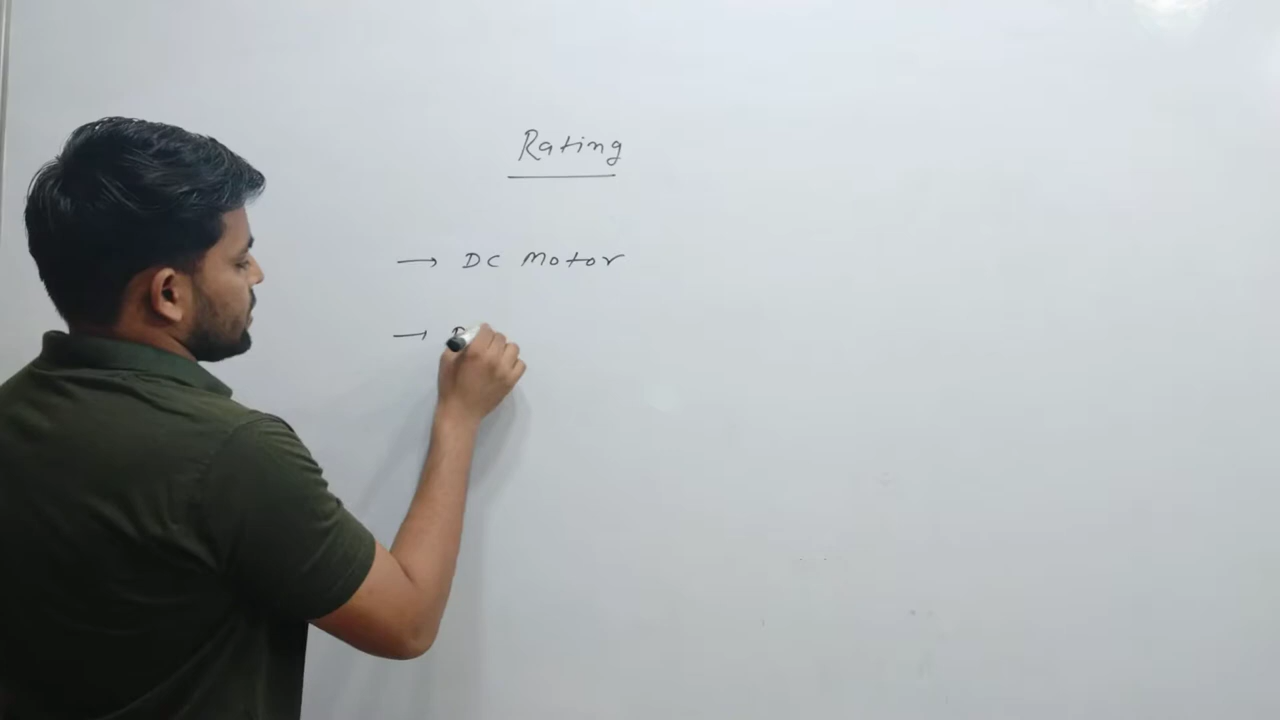 Rating
→ DC Motor
→ D